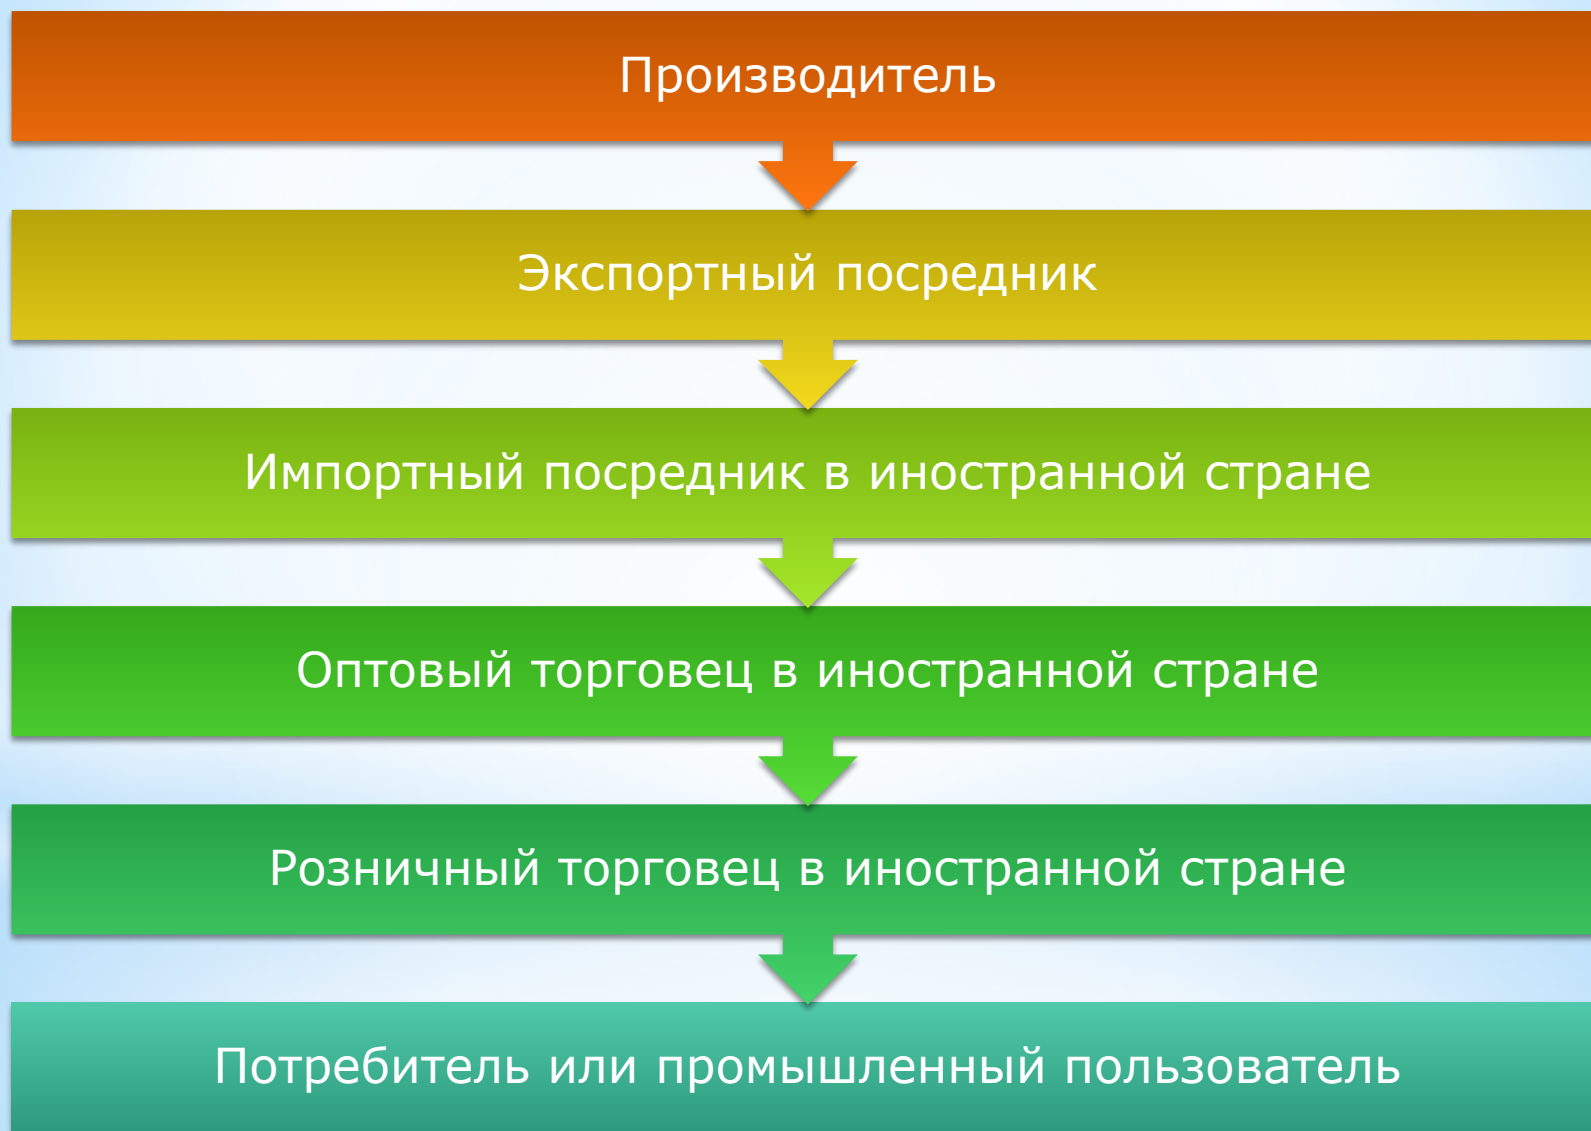 Производитель
Экспортный посредник
Импортный посредник в иностранной стране
Оптовый торговец в иностранной стране
Розничный торговец в иностранной стране
Потребитель или промышленный пользователь